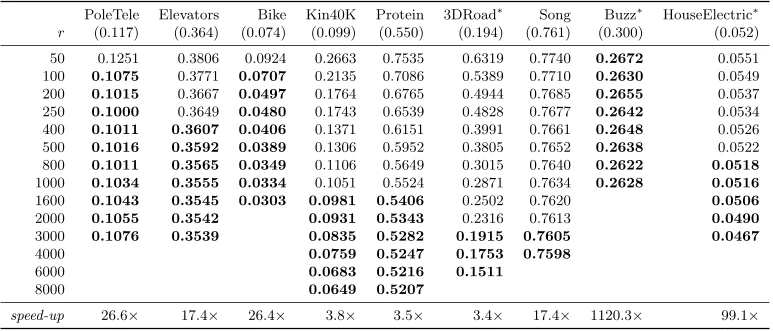 PoleTele Elevators Bike Kin40K Protein 3DRoad* Song Buzz* HouseElectric*
r (0.117) (0.364) (0.074) (0.099) (0.550) (0.194) (0.761) (0.300) (0.052)
50 0.1251 0.3806 0.0924 0.2663 0.7535 0.6319 0.7740 0.2672 0.0551
100 0.1075 0.3771 0.0707 0.2135 0.7086 0.5389 0.7710 0.2630 0.0549
200 0.1015 0.3667 0.0497 0.1764 0.6765 0.4944 0.7685 0.2655 0.0537
250 0.1000 0.3649 0.0480 0.1743 0.6539 0.4828 0.7677 0.2642 0.0534
400 0.1011 0.3607 0.0406 0.1371 0.6151 0.3991 0.7661 0.2648 0.0526
500 0.1016 0.3592 0.0389 0.1306 0.5952 0.3805 0.7652 0.2638 0.0522
800 0.1011 0.3565 0.0349 0.1106 0.5649 0.3015 0.7640 0.2622 0.0518
1000 0.1034 0.3555 0.0334 0.1051 0.5524 0.2871 0.7634 0.2628 0.0516
1600 0.1043 0.3545 0.0303 0.0981 0.5406 0.2502 0.7620 0.0506
2000 0.1055 0.3542 0.0931 0.5343 0.2316 0.7613 0.0490
3000 0.1076 0.3539 0.0835 0.5282 0.1915 0.7605 0.0467
4000 0.0759 0.5247 0.1753 0.7598
6000 0.0683 0.5216 0.1511
8000 0.0649 0.5207
speed-up 26.6× 17.4× 26.4× 3.8× 3.5× 3.4× 17.4× 1120.3× 99.1×